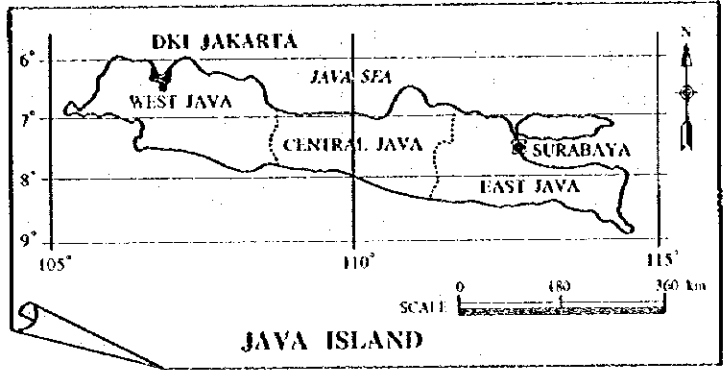 DKI JAKARTA
N
6°
JAVA SEA
WEST JAVA
7°
CENTRAL JAVA
SURABAYA
8°
EAST JAVA
9°
105° 110° 115°
0 180 360 km
SCALE
JAVA ISLAND